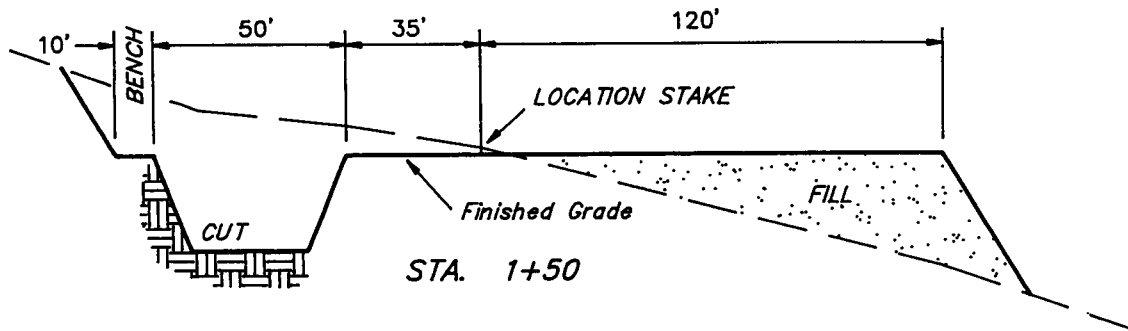 10' BENCH 50' 35' 120'
LOCATION STAKE
FILL
Finished Grade
CUT
STA. 1+50